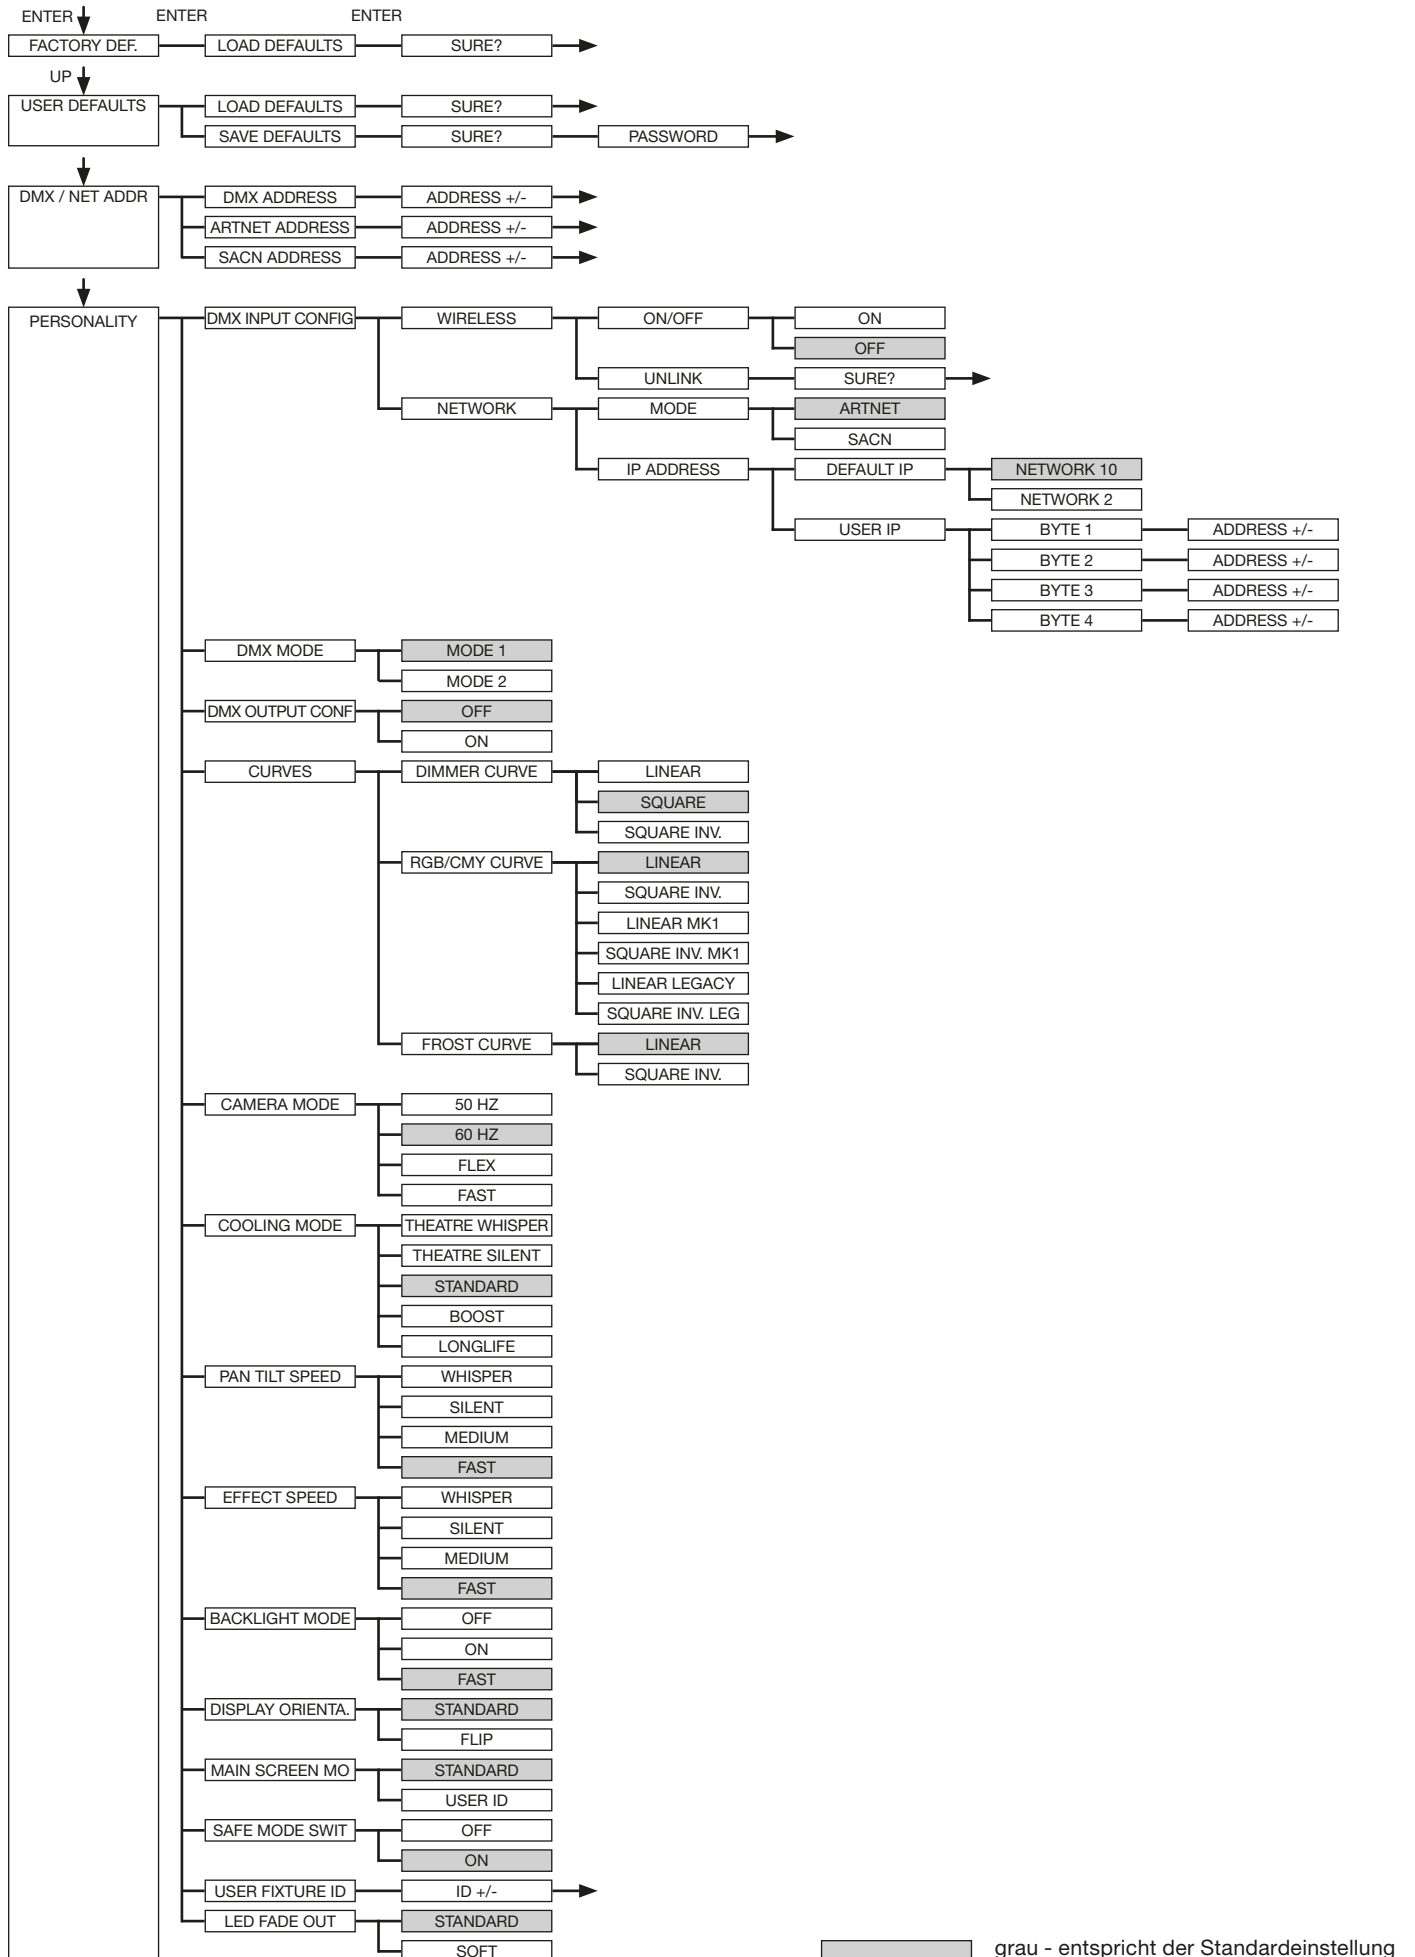 ENTER ENTER ENTER
FACTORY DEF. LOAD DEFAULTS SURE?
UP
USER DEFAULTS LOAD DEFAULTS SURE?
SAVE DEFAULTS SURE? PASSWORD
DMX / NET ADDR DMX ADDRESS ADDRESS +/-
ARTNET ADDRESS ADDRESS +/-
SACN ADDRESS ADDRESS +/-
PERSONALITY DMX INPUT CONFIG WIRELESS ON/OFF ON
OFF
UNLINK SURE?
NETWORK MODE ARTNET
SACN
IP ADDRESS DEFAULT IP NETWORK 10
NETWORK 2
USER IP BYTE 1 ADDRESS +/-
BYTE 2 ADDRESS +/-
BYTE 3 ADDRESS +/-
BYTE 4 ADDRESS +/-
DMX MODE MODE 1
MODE 2
DMX OUTPUT CONF OFF
ON
CURVES DIMMER CURVE LINEAR
SQUARE
SQUARE INV.
RGB/CMY CURVE LINEAR
SQUARE INV.
LINEAR MK1
SQUARE INV. MK1
LINEAR LEGACY
SQUARE INV. LEG
FROST CURVE LINEAR
SQUARE INV.
CAMERA MODE 50 HZ
60 HZ
FLEX
FAST
COOLING MODE THEATRE WHISPER
THEATRE SILENT
STANDARD
BOOST
LONGLIFE
PAN TILT SPEED WHISPER
SILENT
MEDIUM
FAST
EFFECT SPEED WHISPER
SILENT
MEDIUM
FAST
BACKLIGHT MODE OFF
ON
FAST
DISPLAY ORIENTA. STANDARD
FLIP
MAIN SCREEN MO STANDARD
USER ID
SAFE MODE SWIT OFF
ON
USER FIXTURE ID ID +/-
LED FADE OUT STANDARD
SOFT
grau - entspricht der Standardeinstellung